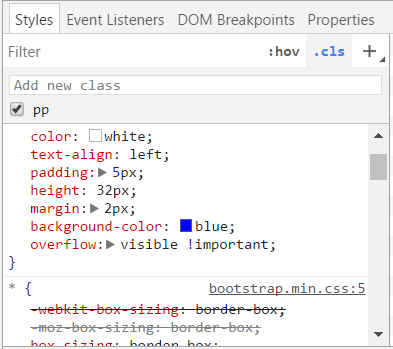 Styles Event Listeners DOM Breakpoints Properties
Filter :hov .cls +
Add new class
pp
color: white;
text-align: left;
padding: 5px;
height: 32px;
margin: 2px;
background-color: blue;
overflow: visible !important;
}
* { bootstrap.min.css:5
-webkit-box-sizing: border-box;
-moz-box-sizing: border-box;
box-sizing: border-box;